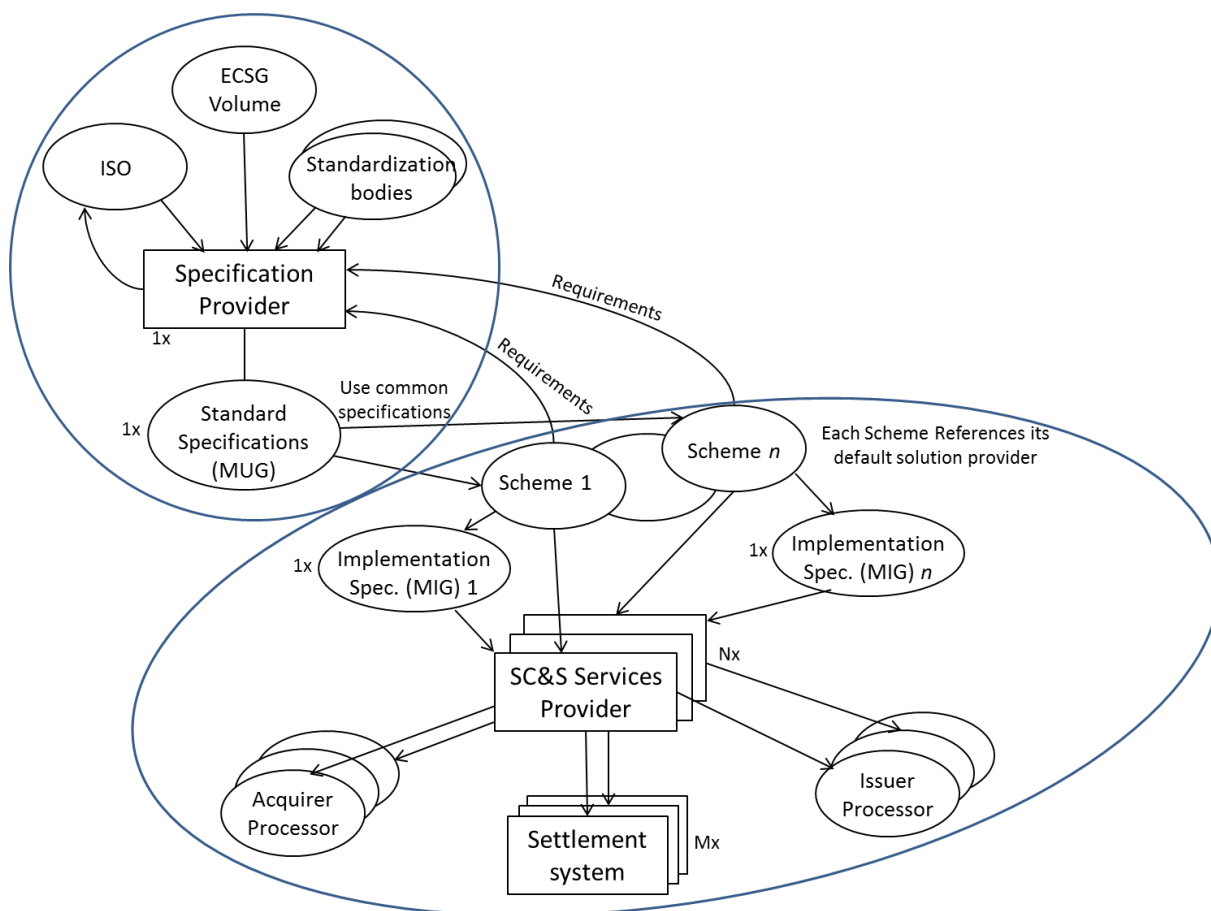 ECSG
Volume
ISO
Standardization
bodies
Specification
Provider
1x
Requirements
Requirements
Use common
specifications
1x
Standard
Specifications
(MUG)
Scheme n
Each Scheme References its
default solution provider
Scheme 1
1x
Implementation
Spec. (MIG) 1
1x
Implementation
Spec. (MIG) n
Nx
SC&S Services
Provider
Acquirer
Processor
Issuer
Processor
Settlement
system
Mx